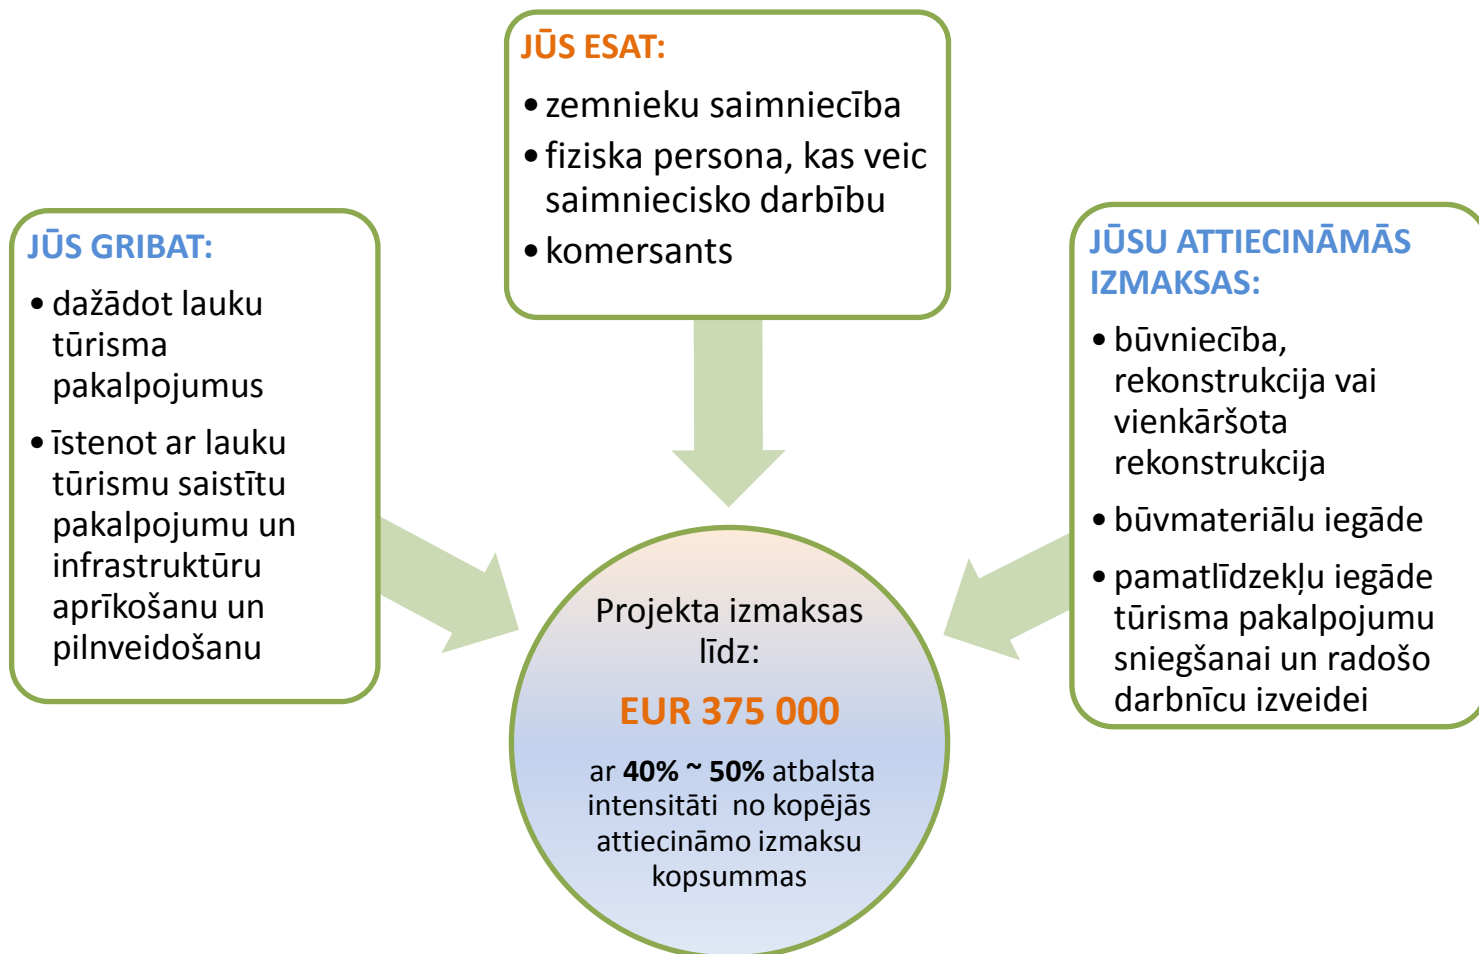 JŪS ESAT:
• zemnieku saimniecība
• fiziska persona, kas veic
saimniecisko darbību
• komersants
JŪS GRIBAT:
• dažādot lauku
tūrisma
pakalpojumus
• īstenot ar lauku
tūrismu saistītu
pakalpojumu un
infrastruktūru
aprīkošanu un
pilnveidošanu
JŪSU ATTIECINĀMĀS
IZMAKSAS:
• būvniecība,
rekonstrukcija vai
vienkāršota
rekonstrukcija
• būvmateriālu iegāde
• pamatlīdzekļu iegāde
tūrisma pakalpojumu
sniegšanai un radošo
darbnīcu izveidei
Projekta izmaksas
līdz:
EUR 375 000
ar 40% ~ 50% atbalsta
intensitāti no kopējās
attiecināmo izmaksu
kopsummas